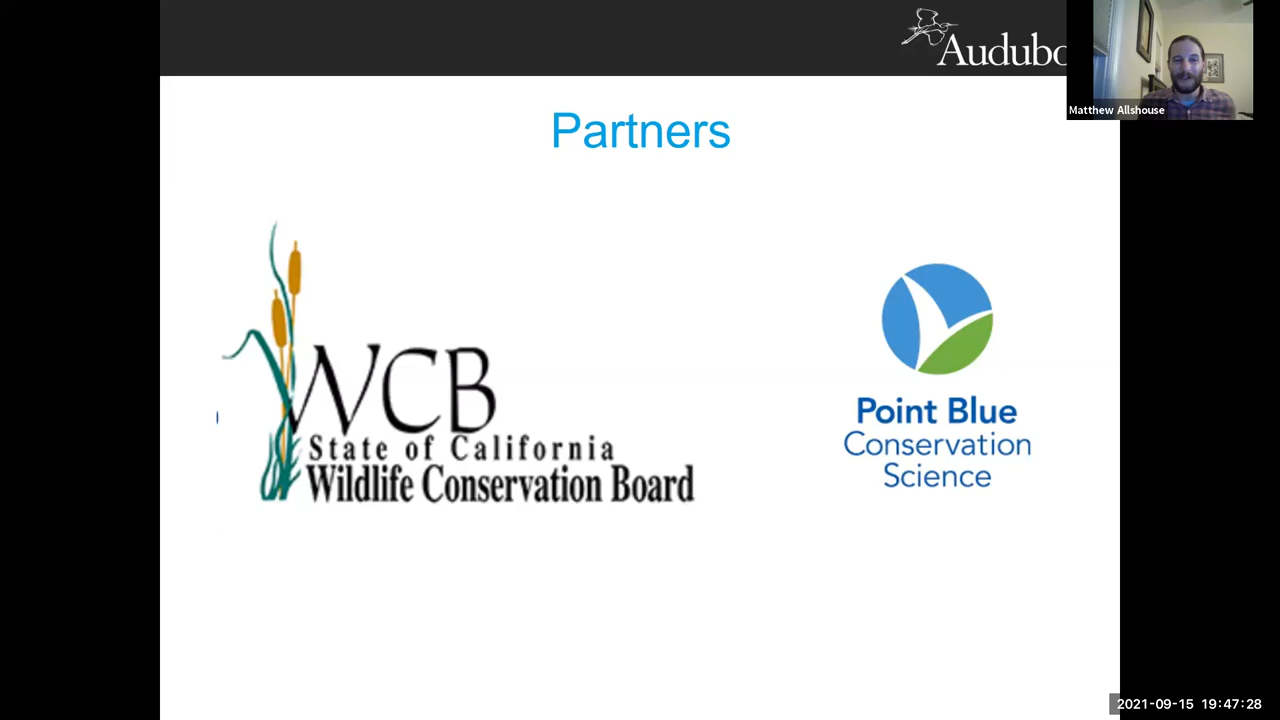 Audubo
Matthew Allshouse
Partners
WCB
State of California
Wildlife Conservation Board
Point Blue
Conservation
Science
2021-09-15 19:47:28